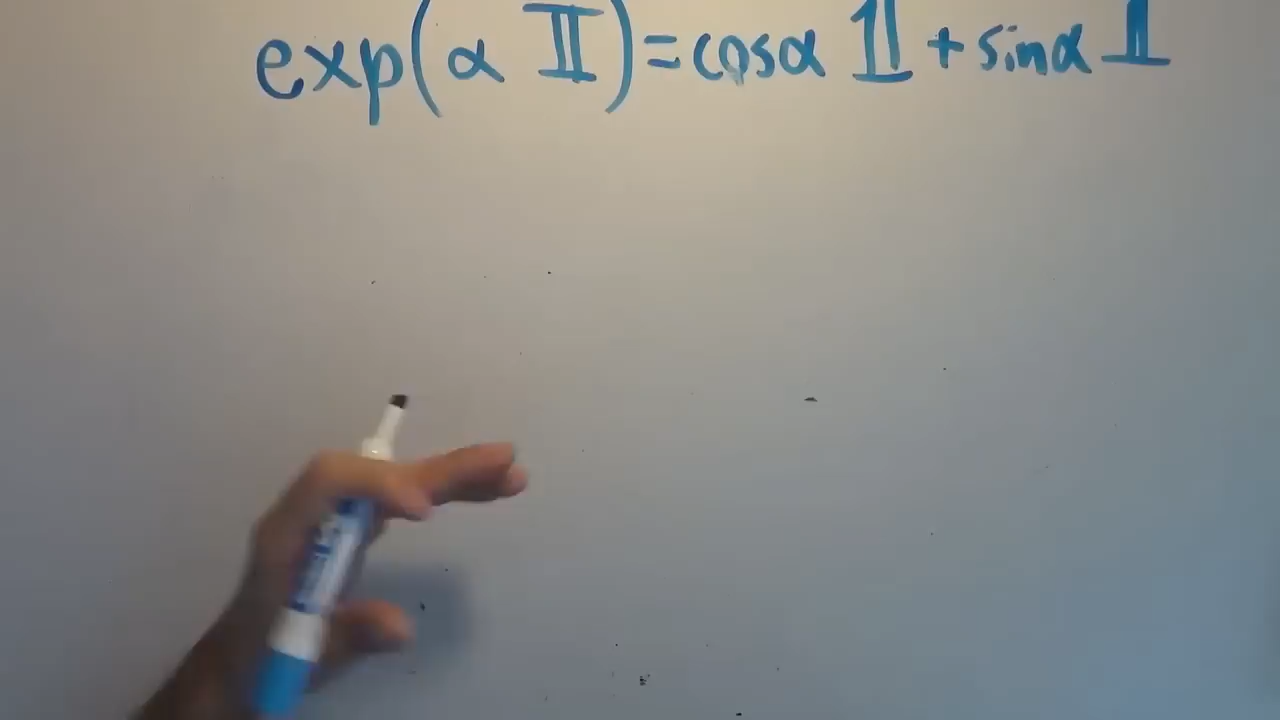 exp(α 𝕀) = cosα 𝟙 + sinα 𝕀